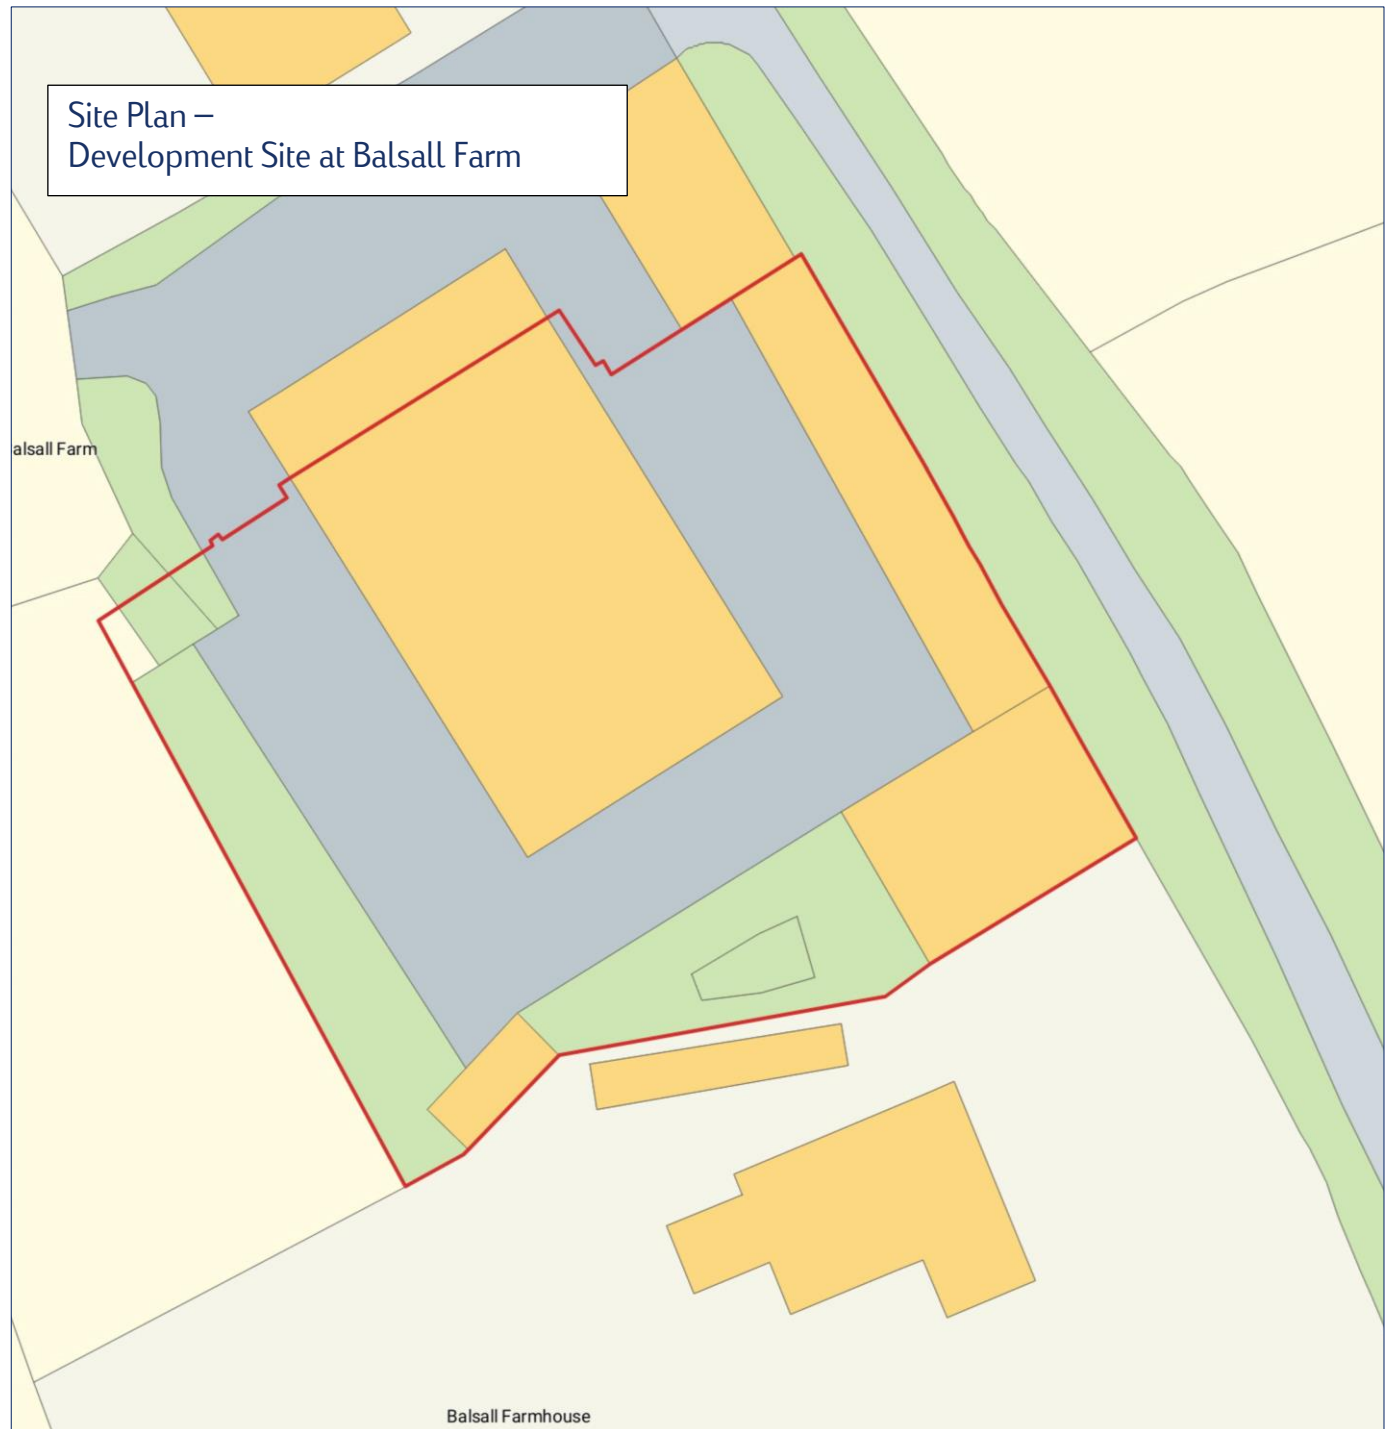 Site Plan –
Development Site at Balsall Farm
alsall Farm
Balsall Farmhouse